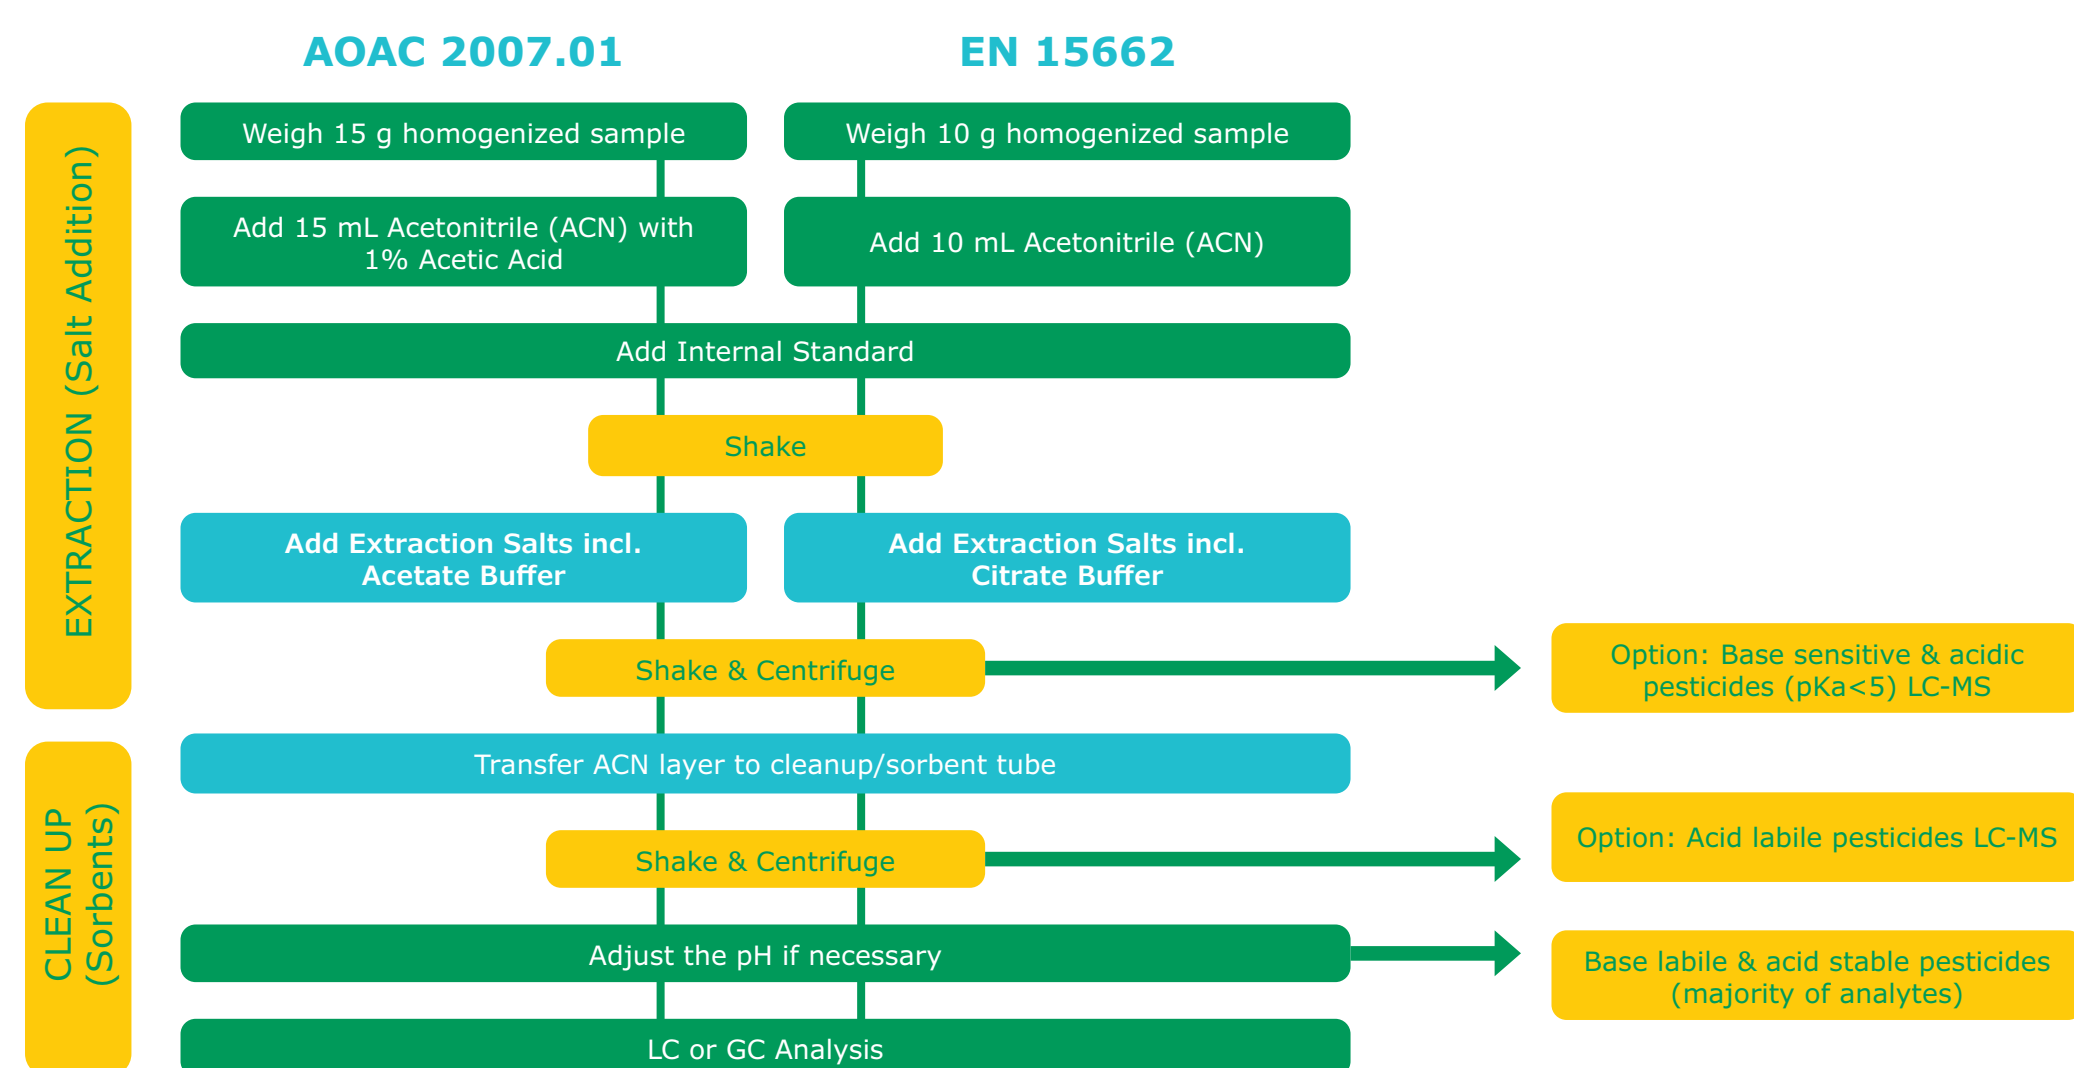 AOAC 2007.01
EN 15662
EXTRACTION (Salt Addition)
Weigh 15 g homogenized sample
Weigh 10 g homogenized sample
Add 15 mL Acetonitrile (ACN) with
1% Acetic Acid
Add 10 mL Acetonitrile (ACN)
Add Internal Standard
Shake
Add Extraction Salts incl.
Acetate Buffer
Add Extraction Salts incl.
Citrate Buffer
Shake & Centrifuge
Option: Base sensitive & acidic
pesticides (pKa<5) LC-MS
CLEAN UP
(Sorbents)
Transfer ACN layer to cleanup/sorbent tube
Shake & Centrifuge
Option: Acid labile pesticides LC-MS
Adjust the pH if necessary
Base labile & acid stable pesticides
(majority of analytes)
LC or GC Analysis